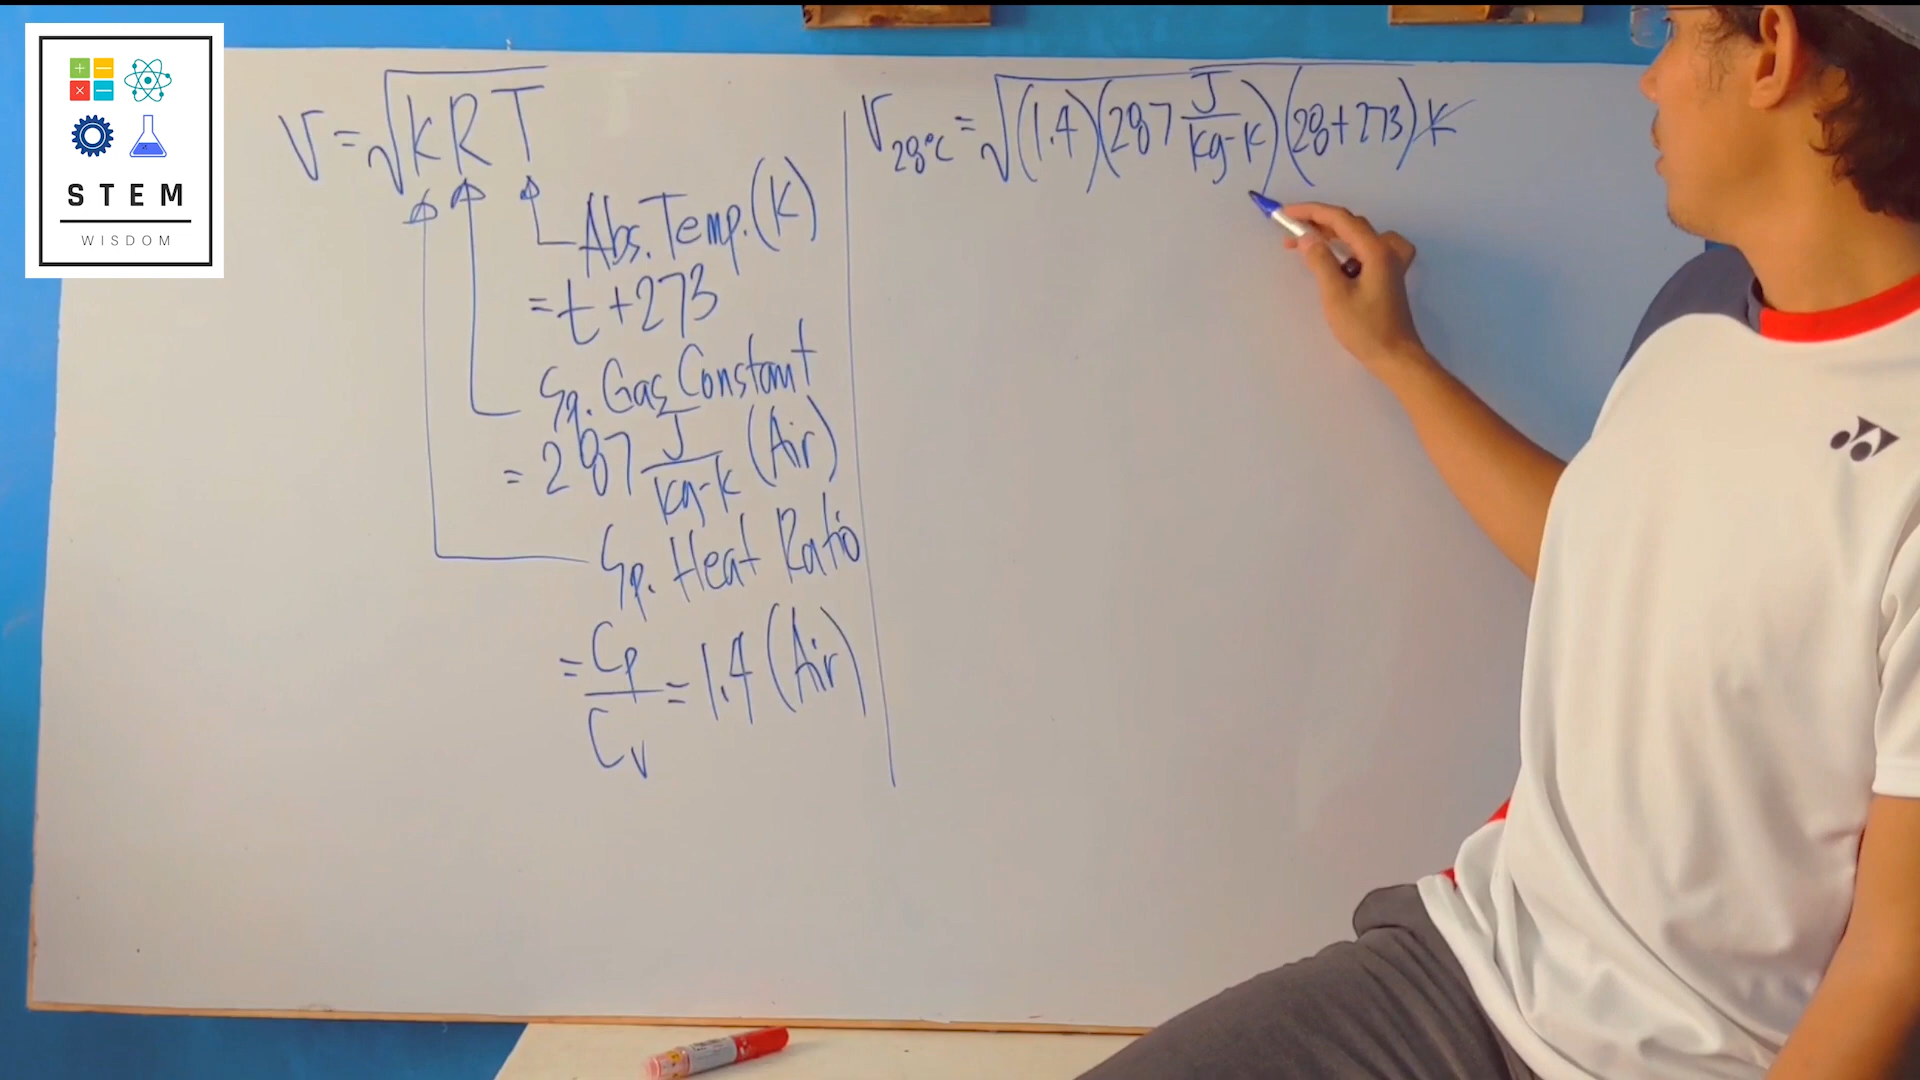 STEM
WISDOM
V = √kRT
Abs. Temp. (K)
= t + 273
Sp. Gas Constant
= 287 J/kg-K (Air)
Sp. Heat Ratio
= Cp/Cv = 1.4 (Air)
V28°C = √(1.4)(287 J/kg-K)(28+273)K